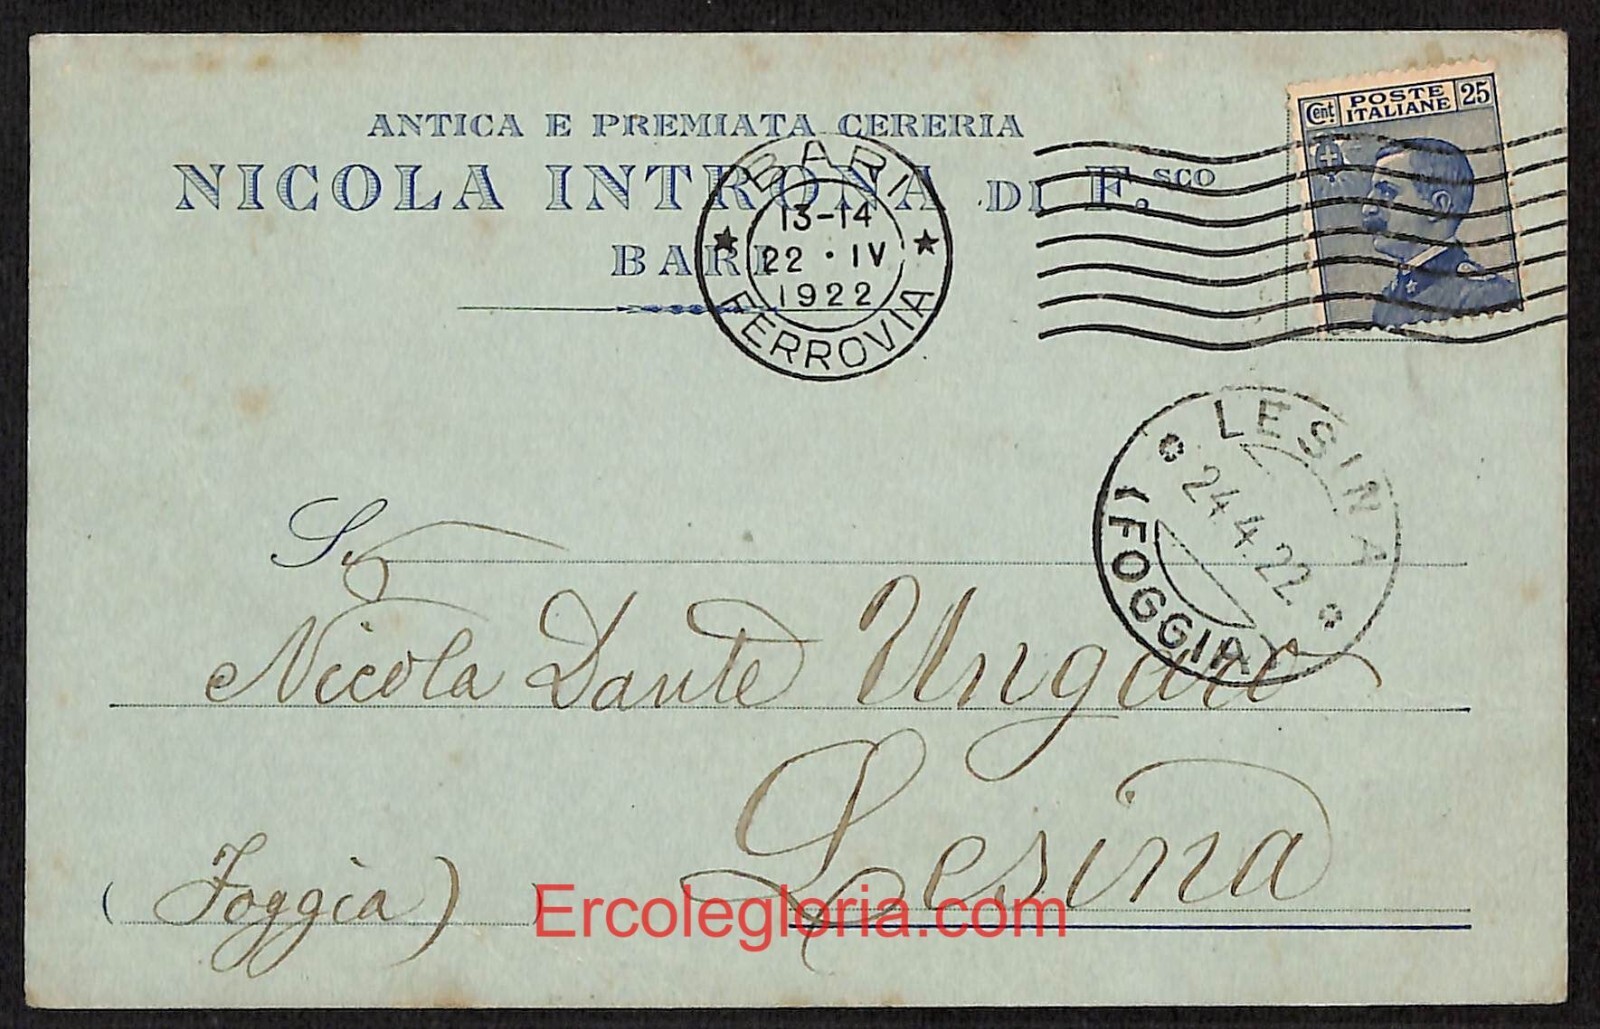 ANTICA E PREMIATA CERERIA
NICOLA INTRONA DI F.SCO
BARI
BARI
13-14
22 · IV
1922
FERROVIA
Cent. POSTE ITALIANE 25
LESINA
24.4.22.
(FOGGIA)
S.
Nicola Dante Ungaro
Lesina
(Foggia)
Ercolegloria.com